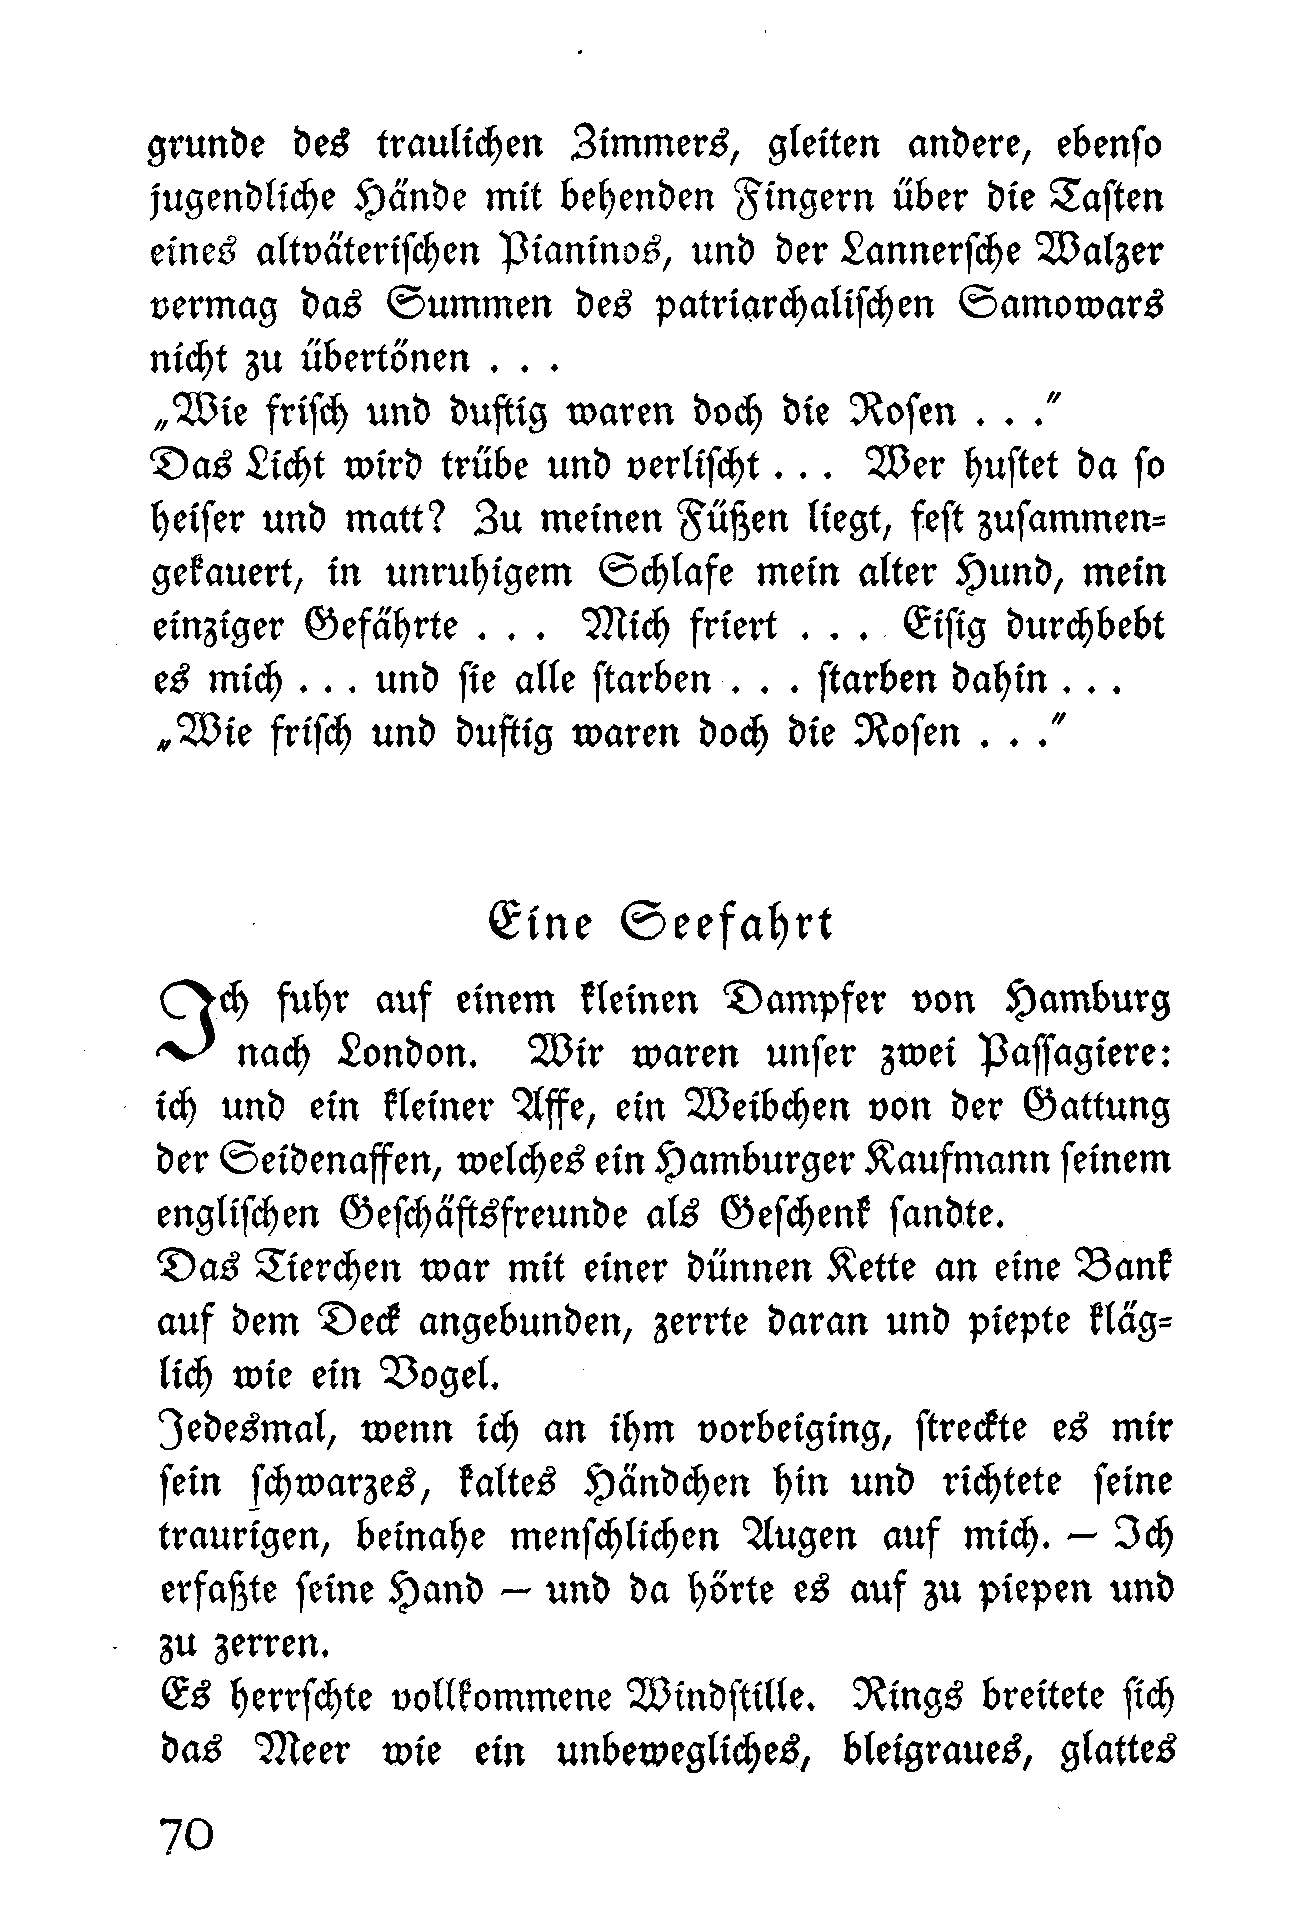 grunde des traulichen Zimmers, gleiten andere, ebenso
jugendliche Hände mit behenden Fingern über die Tasten
eines altväterischen Pianinos, und der Lannersche Walzer
vermag das Summen des patriarchalischen Samowars
nicht zu übertönen . . .
„Wie frisch und duftig waren doch die Rosen . . .“
Das Licht wird trübe und verlischt . . . Wer hustet da so
heiser und matt? Zu meinen Füßen liegt, fest zusammen-
gekauert, in unruhigem Schlafe mein alter Hund, mein
einziger Gefährte . . . Mich friert . . . Eisig durchbebt
es mich . . . und sie alle starben . . . starben dahin . . .
„Wie frisch und duftig waren doch die Rosen . . .“
Eine Seefahrt
Ich fuhr auf einem kleinen Dampfer von Hamburg
nach London. Wir waren unser zwei Passagiere:
ich und ein kleiner Affe, ein Weibchen von der Gattung
der Seidenaffen, welches ein Hamburger Kaufmann seinem
englischen Geschäftsfreunde als Geschenk sandte.
Das Tierchen war mit einer dünnen Kette an eine Bank
auf dem Deck angebunden, zerrte daran und piepte kläg-
lich wie ein Vogel.
Jedesmal, wenn ich an ihm vorbeiging, streckte es mir
sein schwarzes, kaltes Händchen hin und richtete seine
traurigen, beinahe menschlichen Augen auf mich. — Ich
erfaßte seine Hand — und da hörte es auf zu piepen und
zu zerren.
Es herrschte vollkommene Windstille. Rings breitete sich
das Meer wie ein unbewegliches, bleigraues, glattes
70